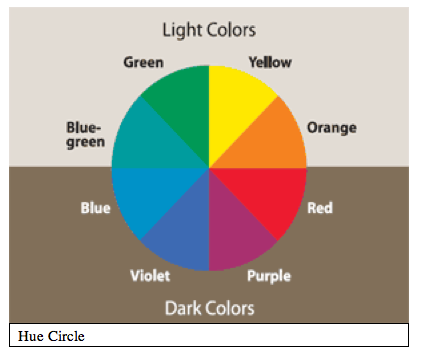 Light Colors
Green
Yellow
Blue-
green
Orange
Blue
Red
Violet
Purple
Dark Colors
Hue Circle